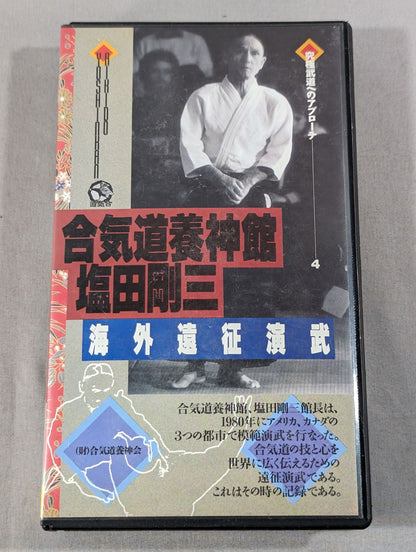 AIKIDO
YOSHINKAN
究極武道へのアプローチ
4
合気道養神館
塩田剛三
海外遠征演武
合気道養神館、塩田剛三館長は、
1980年にアメリカ、カナダの
3つの都市で模範演武を行なった。
合気道の技と心を
世界に広く伝えるための
遠征演武である。
これはその時の記録である。
(財)合気道養神会